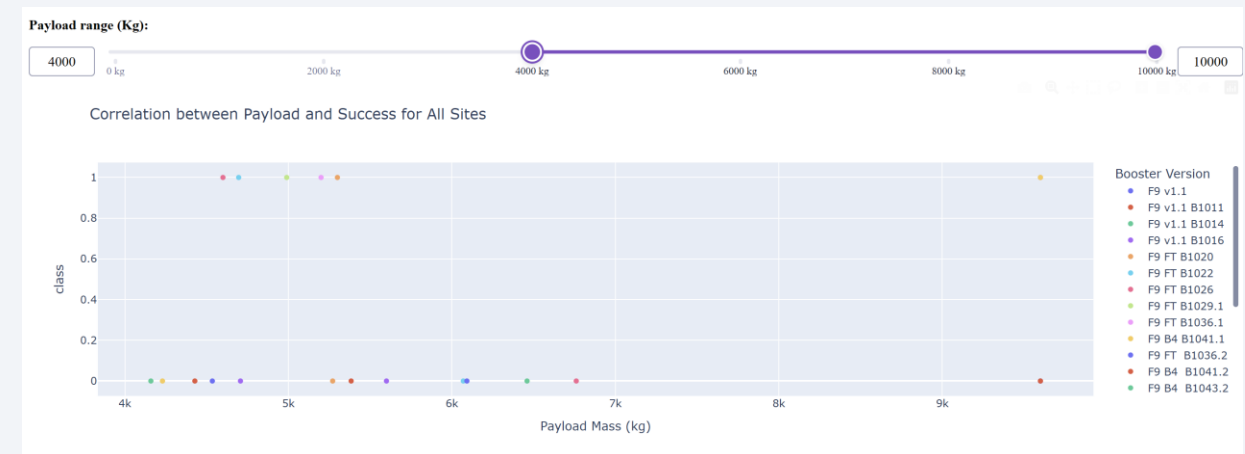 Payload range (Kg):
4000
0 kg
2000 kg
4000 kg
6000 kg
8000 kg
10000 kg
10000
Correlation between Payload and Success for All Sites
1
0.8
0.6
0.4
0.2
0
class
4k
5k
6k
7k
8k
9k
Payload Mass (kg)
Booster Version
F9 v1.1
F9 v1.1 B1011
F9 v1.1 B1014
F9 v1.1 B1016
F9 FT B1020
F9 FT B1022
F9 FT B1026
F9 FT B1029.1
F9 FT B1036.1
F9 B4 B1041.1
F9 FT  B1036.2
F9 B4  B1041.2
F9 B4  B1043.2